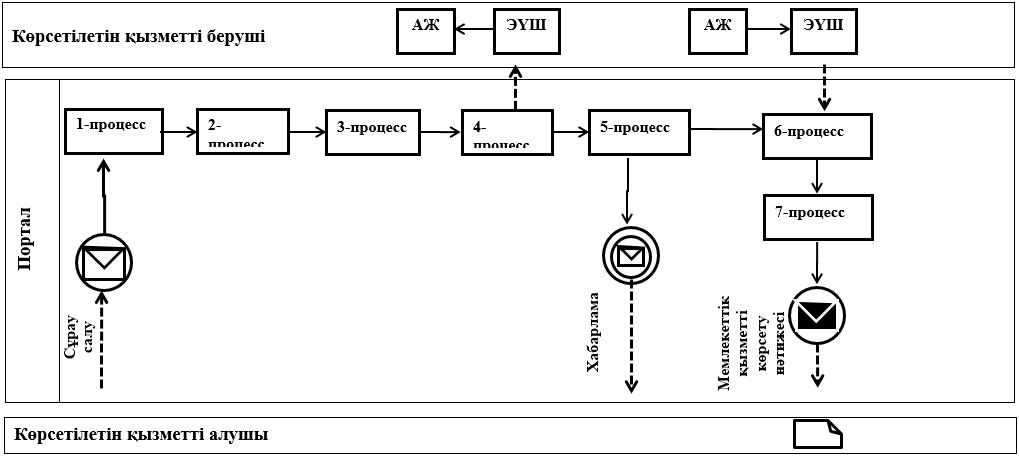 Көрсетілетін қызметті беруші
АЖ
ЭҮШ
АЖ
ЭҮШ
Портал
1-процесс
2-
процесс
3-процесс
4-
процесс
5-процесс
6-процесс
7-процесс
Сұрау
салу
Хабарлама
Мемлекеттік
қызметті
көрсету
нәтижесі
Көрсетілетін қызметті алушы